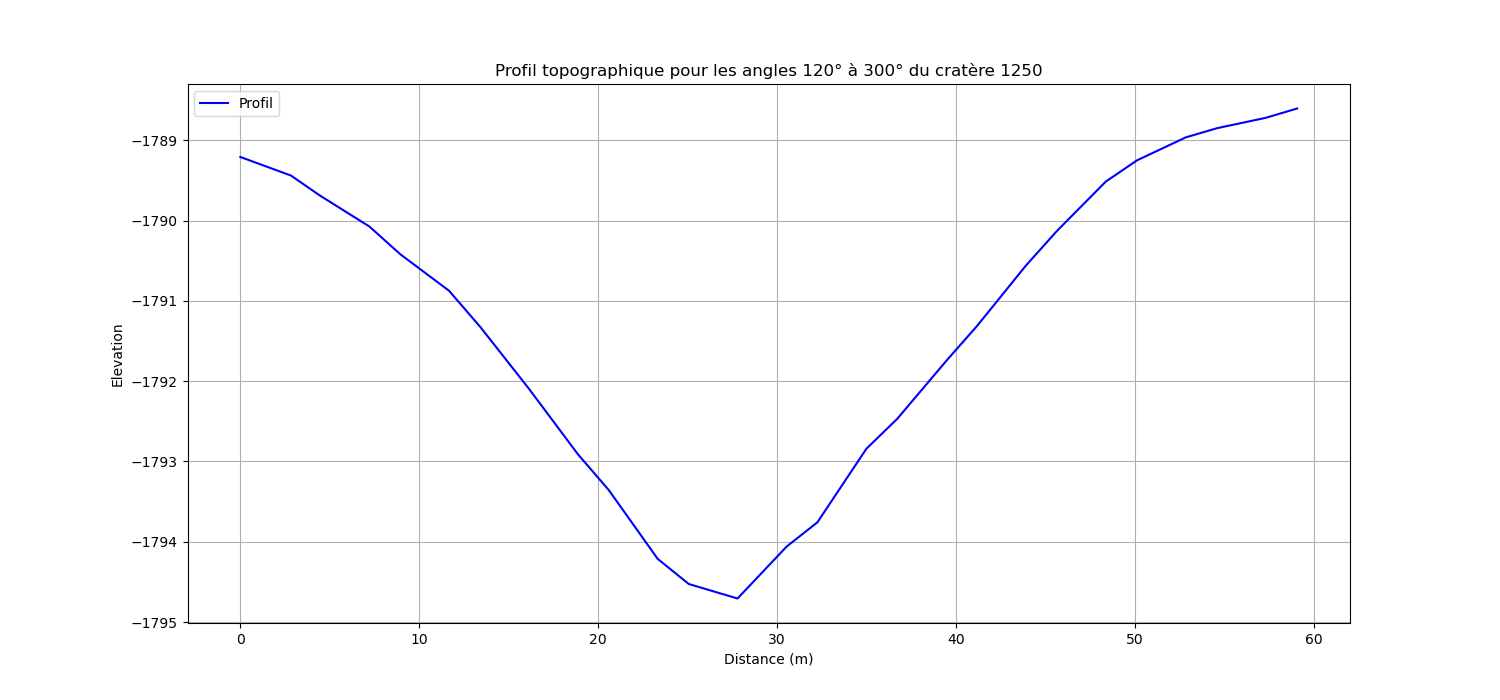 Profil topographique pour les angles 120° à 300° du cratère 1250
Profil
Elevation
−1789
−1790
−1791
−1792
−1793
−1794
−1795
0 10 20 30 40 50 60
Distance (m)